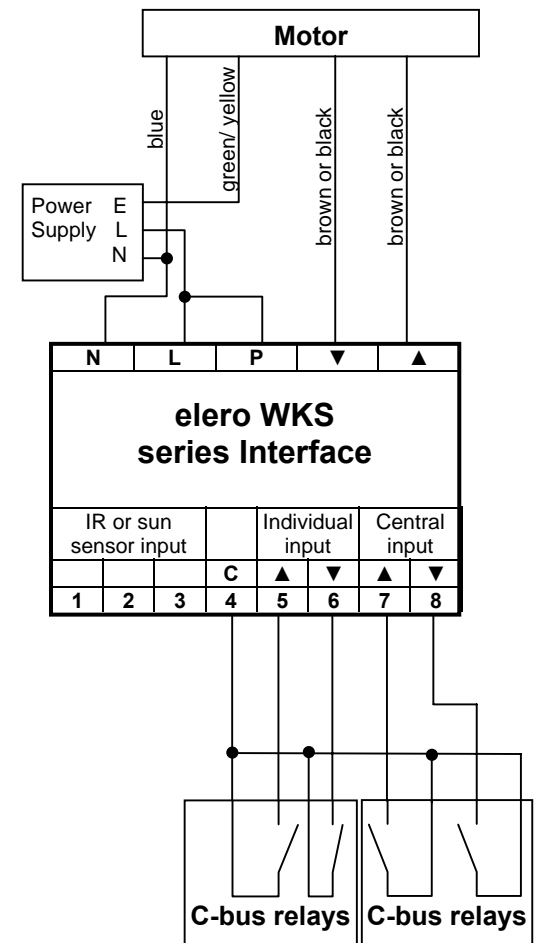 Motor
blue
green/ yellow
brown or black
brown or black
Power E
Supply L
N
N L P ▼ ▲
elero WKS
series Interface
IR or sun Individual Central
sensor input input input
C ▲ ▼ ▲ ▼
1 2 3 4 5 6 7 8
C-bus relays C-bus relays